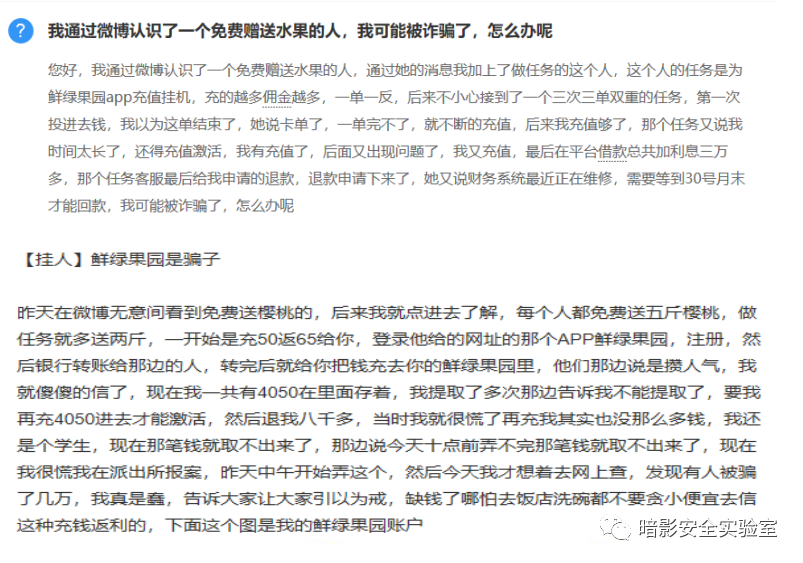 ?
我通过微博认识了一个免费赠送水果的人，我可能被诈骗了，怎么办呢
您好，我通过微博认识了一个免费赠送水果的人，通过她的消息我加上了做任务的这个人，这个人的任务是为
鲜绿果园app充值挂机，充的越多佣金越多，一单一反，后来不小心接到了一个三次三单双重的任务，第一次
投进去钱，我以为这单结束了，她说卡单了，一单完不了，就不断的充值，后来我充值够了，那个任务又说我
时间太长了，还得充值激活，我有充值了，后面又出现问题了，我又充值，最后在平台借款总共加利息三万
多，那个任务客服最后给我申请的退款，退款申请下来了，她又说财务系统最近正在维修，需要等到30号月末
才能回款，我可能被诈骗了，怎么办呢
【挂人】鲜绿果园是骗子
昨天在微博无意间看到免费送樱桃的，后来我就点进去了解，每个人都免费送五斤樱桃，做
任务就多送两斤，一开始是充50返65给你，登录他给的网址的那个APP鲜绿果园，注册，然
后银行转账给那边的人，转完后就给你把钱充去你的鲜绿果园里，他们那边说是攒人气，我
就傻傻的信了，现在我一共有4050在里面存着，我提取了多次那边告诉我不能提取了，要我
再充4050进去才能激活，然后退我八千多，当时我就很慌了再充我其实也没那么多钱，我还
是个学生，现在那笔钱就取不出来了，那边说今天十点前弄不完那笔钱就取不出来了，现在
我很慌我在派出所报案，昨天中午开始弄这个，然后今天我才想着去网上查，发现有人被骗
了几万，我真是蠢，告诉大家让大家引以为戒，缺钱了哪怕去饭店洗碗都不要贪小便宜去信
这种充钱返利的，下面这个图是我的鲜绿果园账户
暗影安全实验室